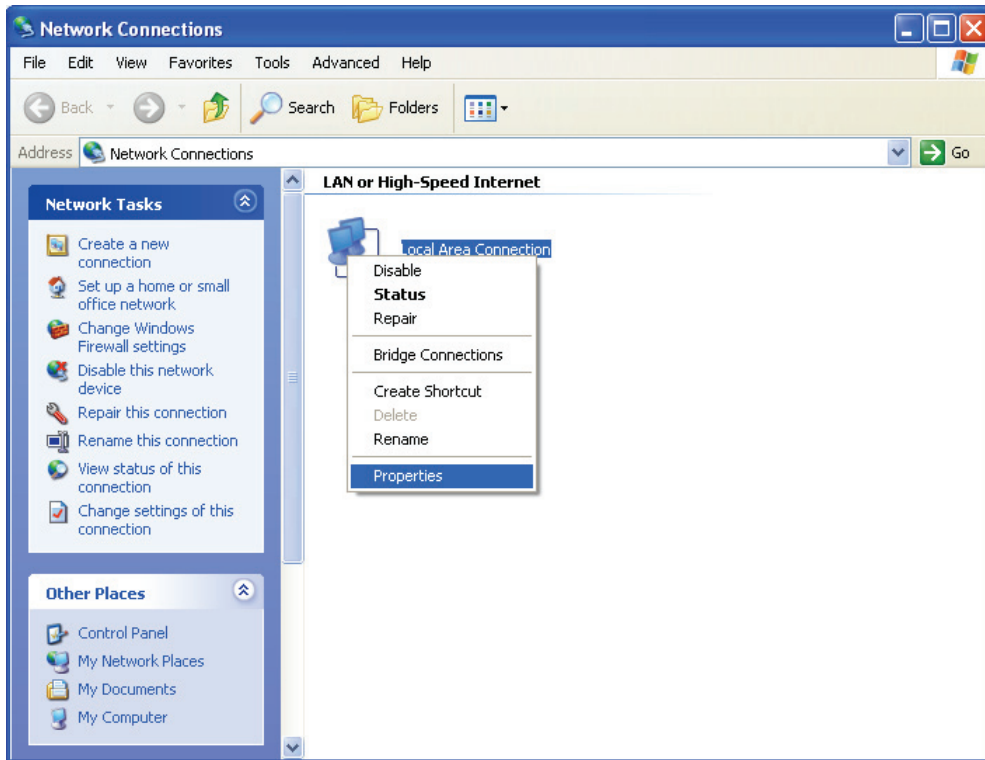 Network Connections
File Edit View Favorites Tools Advanced Help
Back Search Folders
Address Network Connections Go
Network Tasks
Create a new
connection
Set up a home or small
office network
Change Windows
Firewall settings
Disable this network
device
Repair this connection
Rename this connection
View status of this
connection
Change settings of this
connection
Other Places
Control Panel
My Network Places
My Documents
My Computer
LAN or High-Speed Internet
Local Area Connection
Disable
Status
Repair
Bridge Connections
Create Shortcut
Delete
Rename
Properties